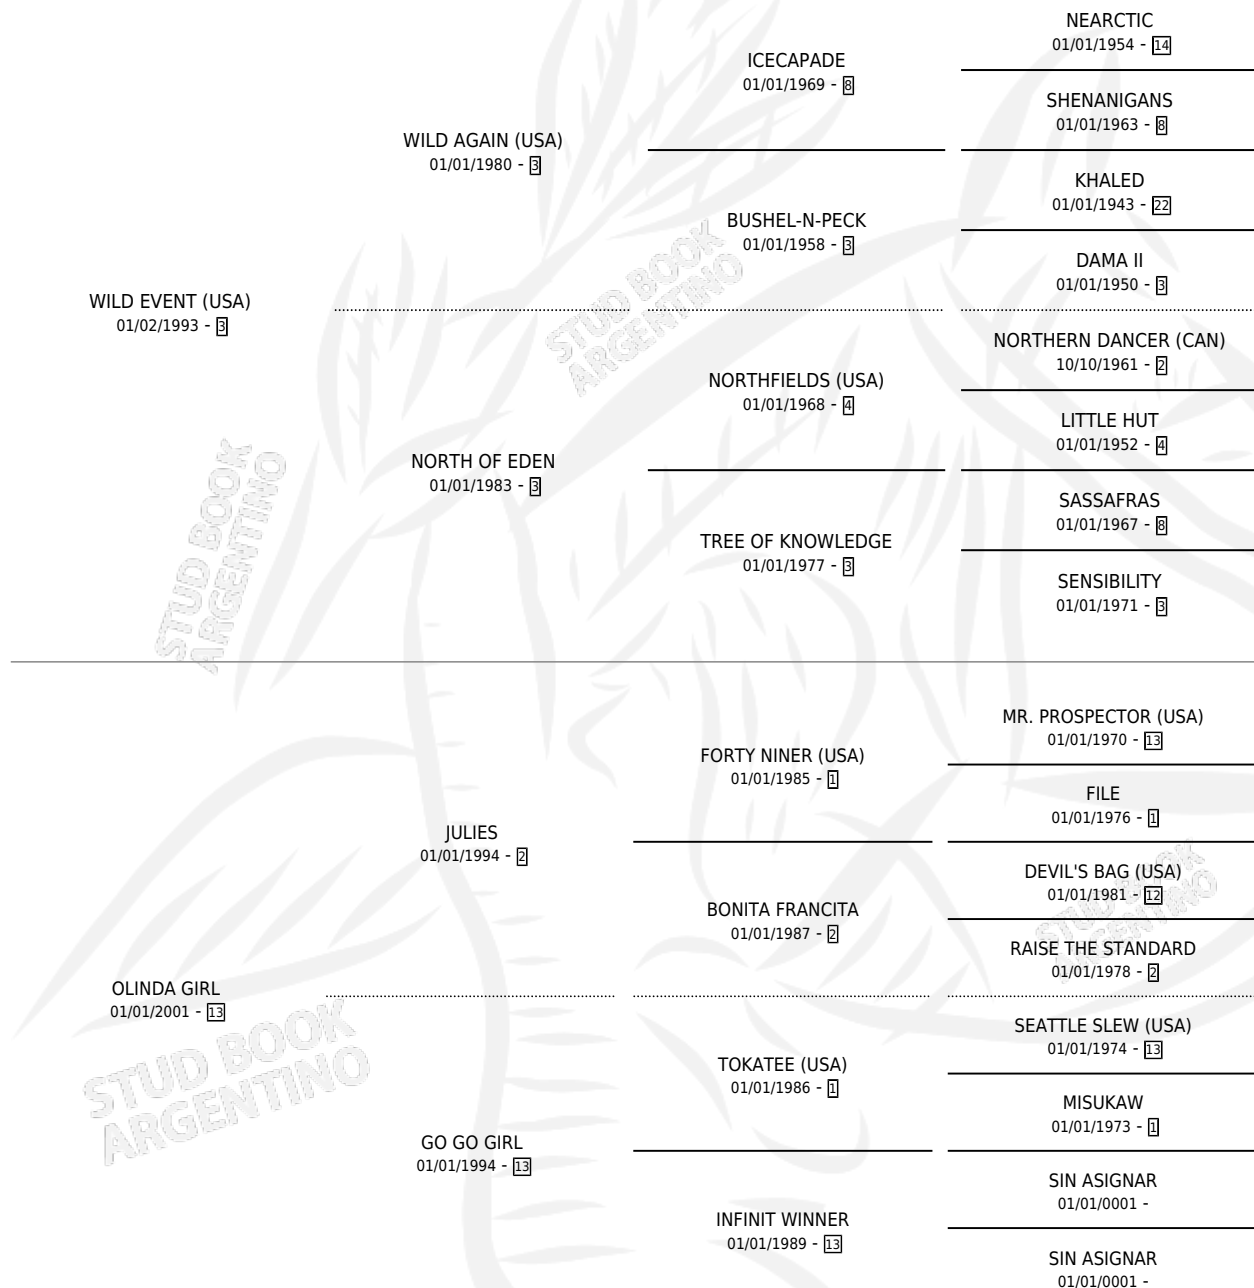 NEARCTIC
01/01/1954 - 14
ICECAPADE
01/01/1969 - 8
SHENANIGANS
01/01/1963 - 8
WILD AGAIN (USA)
01/01/1980 - 3
KHALED
01/01/1943 - 22
BUSHEL-N-PECK
01/01/1958 - 3
DAMA II
01/01/1950 - 3
WILD EVENT (USA)
01/02/1993 - 3
NORTHERN DANCER (CAN)
10/10/1961 - 2
NORTHFIELDS (USA)
01/01/1968 - 4
LITTLE HUT
01/01/1952 - 4
NORTH OF EDEN
01/01/1983 - 3
SASSAFRAS
01/01/1967 - 8
TREE OF KNOWLEDGE
01/01/1977 - 3
SENSIBILITY
01/01/1971 - 3
MR. PROSPECTOR (USA)
01/01/1970 - 13
FORTY NINER (USA)
01/01/1985 - 1
FILE
01/01/1976 - 1
JULIES
01/01/1994 - 2
DEVIL'S BAG (USA)
01/01/1981 - 12
BONITA FRANCITA
01/01/1987 - 2
RAISE THE STANDARD
01/01/1978 - 2
OLINDA GIRL
01/01/2001 - 13
SEATTLE SLEW (USA)
01/01/1974 - 13
TOKATEE (USA)
01/01/1986 - 1
MISUKAW
01/01/1973 - 1
GO GO GIRL
01/01/1994 - 13
SIN ASIGNAR
01/01/0001 -
INFINIT WINNER
01/01/1989 - 13
SIN ASIGNAR
01/01/0001 -
STUD BOOK
ARGENTINO
STUD BOOK
ARGENTINO
STUD BOOK
ARGENTINO
STUD BOOK
ARGENTINO